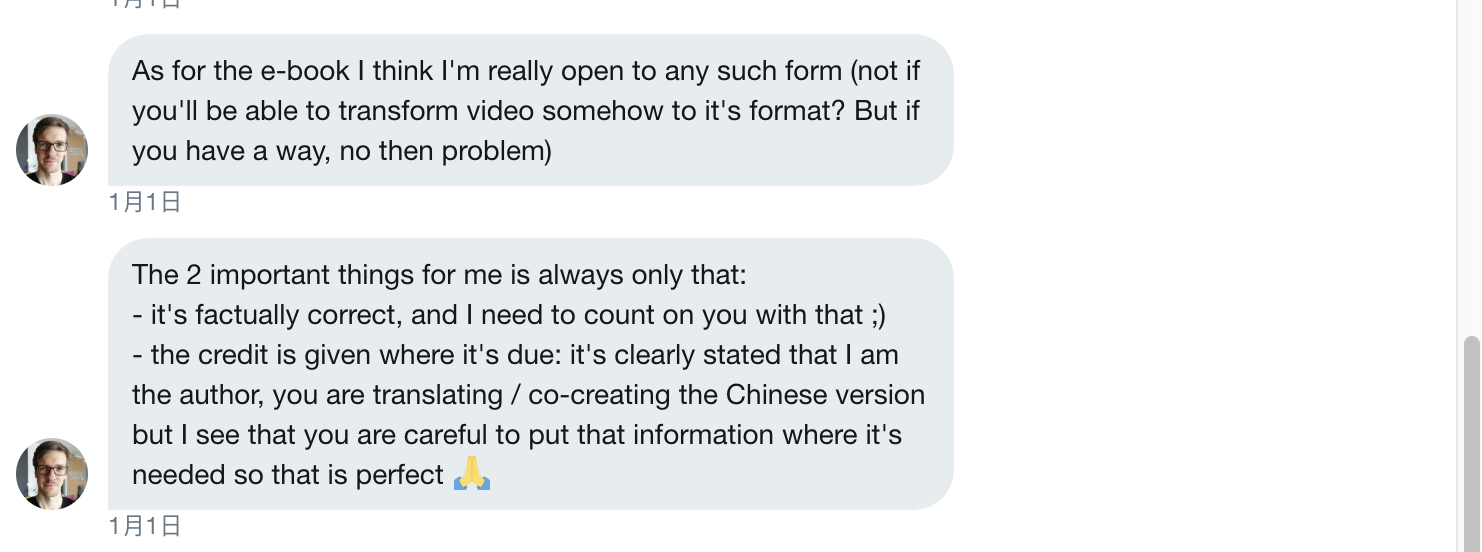 1月1日
As for the e-book I think I'm really open to any such form (not if
you'll be able to transform video somehow to it's format? But if
you have a way, no then problem)
1月1日
The 2 important things for me is always only that:
- it's factually correct, and I need to count on you with that ;)
- the credit is given where it's due: it's clearly stated that I am
the author, you are translating / co-creating the Chinese version
but I see that you are careful to put that information where it's
needed so that is perfect 🙏
1月1日